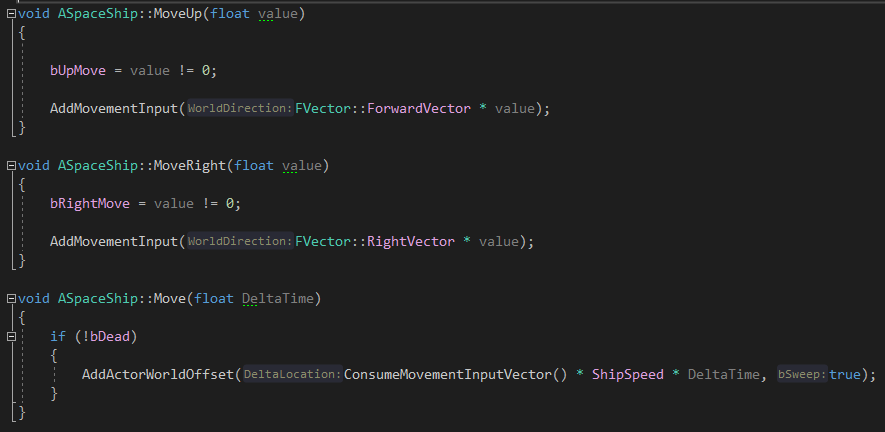 void ASpaceShip::MoveUp(float value)
{
bUpMove = value != 0;
AddMovementInput(WorldDirection:FVector::ForwardVector * value);
}
void ASpaceShip::MoveRight(float value)
{
bRightMove = value != 0;
AddMovementInput(WorldDirection:FVector::RightVector * value);
}
void ASpaceShip::Move(float DeltaTime)
{
if (!bDead)
{
AddActorWorldOffset(DeltaLocation:ConsumeMovementInputVector() * ShipSpeed * DeltaTime, bSweep:true);
}
}